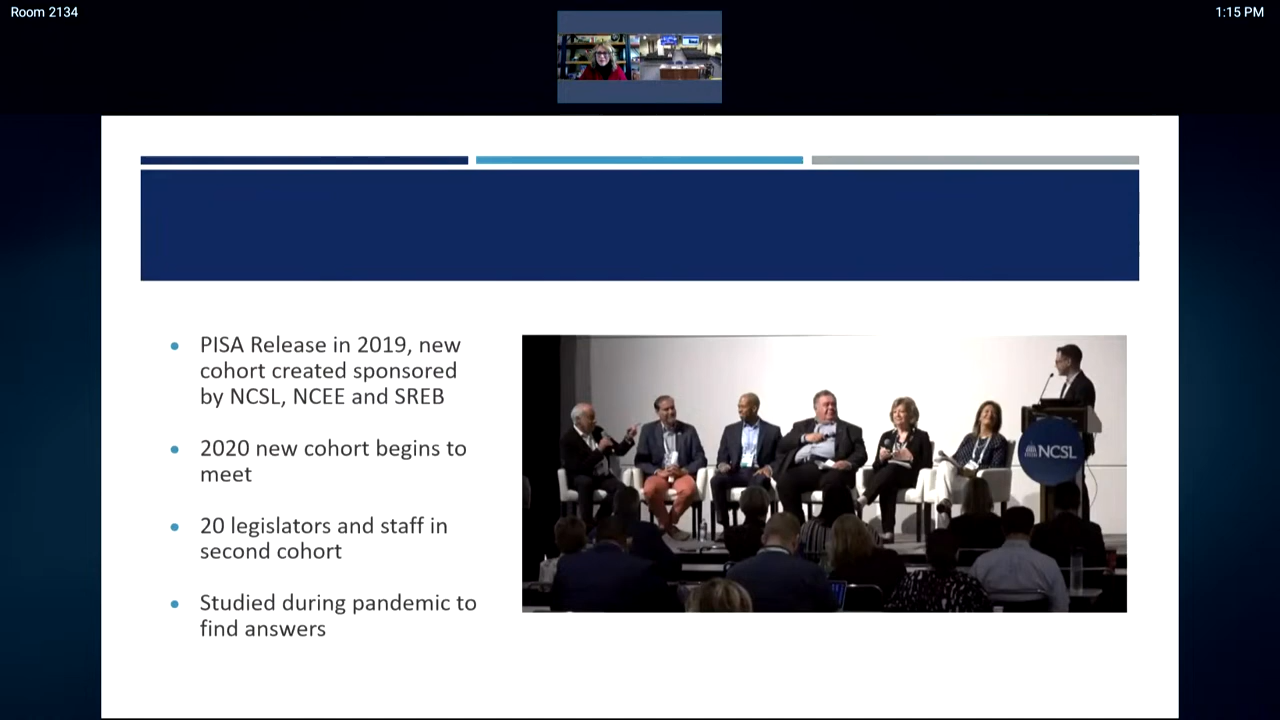 Room 2134
1:15 PM
PISA Release in 2019, new
cohort created sponsored
by NCSL, NCEE and SREB
2020 new cohort begins to
meet
20 legislators and staff in
second cohort
Studied during pandemic to
find answers
NCSL